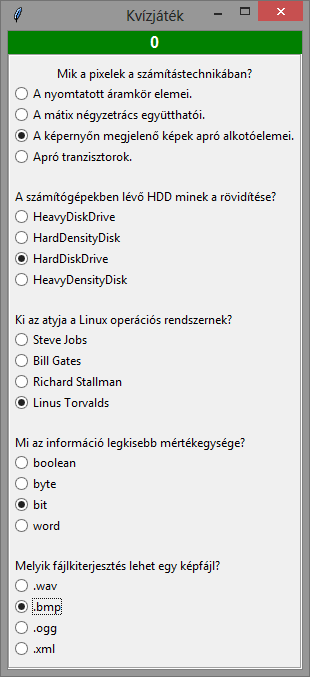 Kvízjáték
0
Mik a pixelek a számítástechnikában?
A nyomtatott áramkör elemei.
A mátix négyzetrács együtthatói.
A képernyőn megjelenő képek apró alkotóelemei.
Apró tranzisztorok.
A számítógépekben lévő HDD minek a rövidítése?
HeavyDiskDrive
HardDensityDisk
HardDiskDrive
HeavyDensityDisk
Ki az atyja a Linux operációs rendszernek?
Steve Jobs
Bill Gates
Richard Stallman
Linus Torvalds
Mi az információ legkisebb mértékegysége?
boolean
byte
bit
word
Melyik fájlkiterjesztés lehet egy képfájl?
.wav
.bmp
.ogg
.xml